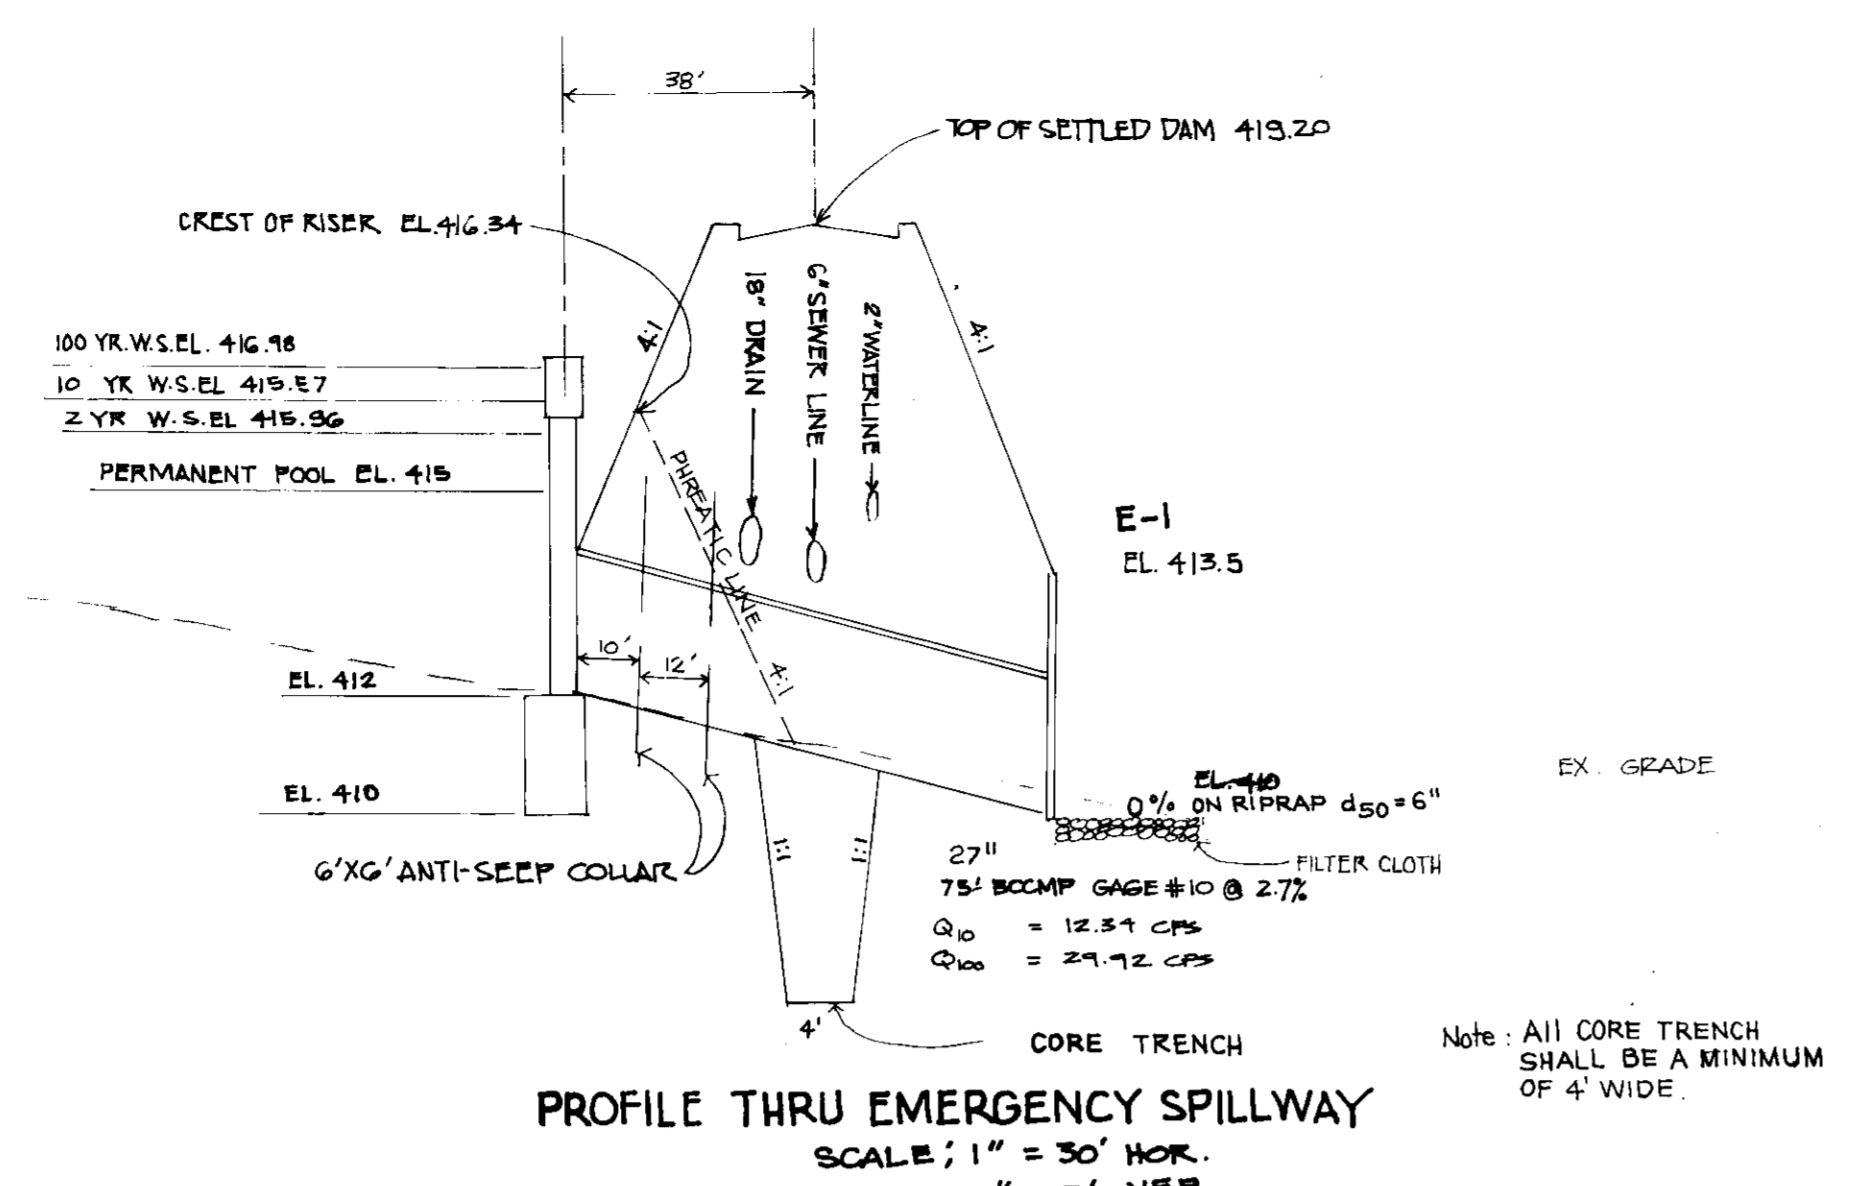 38'
TOP OF SETTLED DAM 419.20
CREST OF RISER EL.416.34
4:1
18" DRAIN
6" SEWER LINE
2" WATERLINE
4:1
100 YR.W.S.EL. 416.98
10 YR W.S.EL 415.E7
2 YR W.S.EL 415.96
PERMANENT POOL EL. 415
PHREATIC LINE
4:1
E-1
EL. 413.5
10'
12'
EL. 412
EL. 410
EX. GRADE
EL. 410
0% ON RIPRAP d50 = 6"
FILTER CLOTH
6'X6' ANTI-SEEP COLLAR
1:1
1:1
27"
75' BCCMP GAGE #10 @ 2.7%
Q10 = 12.34 CFS
Q100 = 29.92 CFS
4'
CORE TRENCH
Note : All CORE TRENCH
SHALL BE A MINIMUM
OF 4' WIDE.
PROFILE THRU EMERGENCY SPILLWAY
SCALE; 1" = 30' HOR.